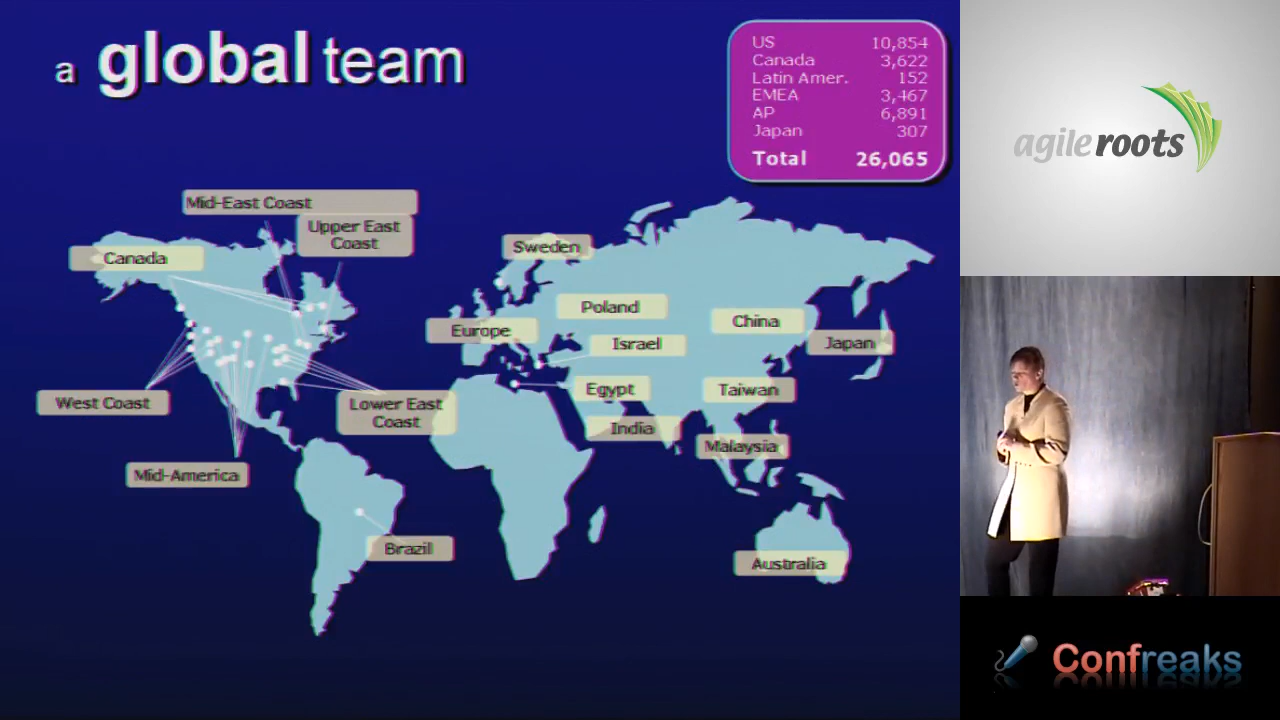 a global team
US 10,854
Canada 3,622
Latin Amer. 152
EMEA 3,467
AP 6,891
Japan 307
Total 26,065
Mid-East Coast
Upper East
Coast
Canada
Sweden
Poland
China
Europe
Israel
Japan
West Coast
Lower East
Coast
Egypt
Taiwan
India
Malaysia
Mid-America
Brazil
Australia
agile roots
Confreaks